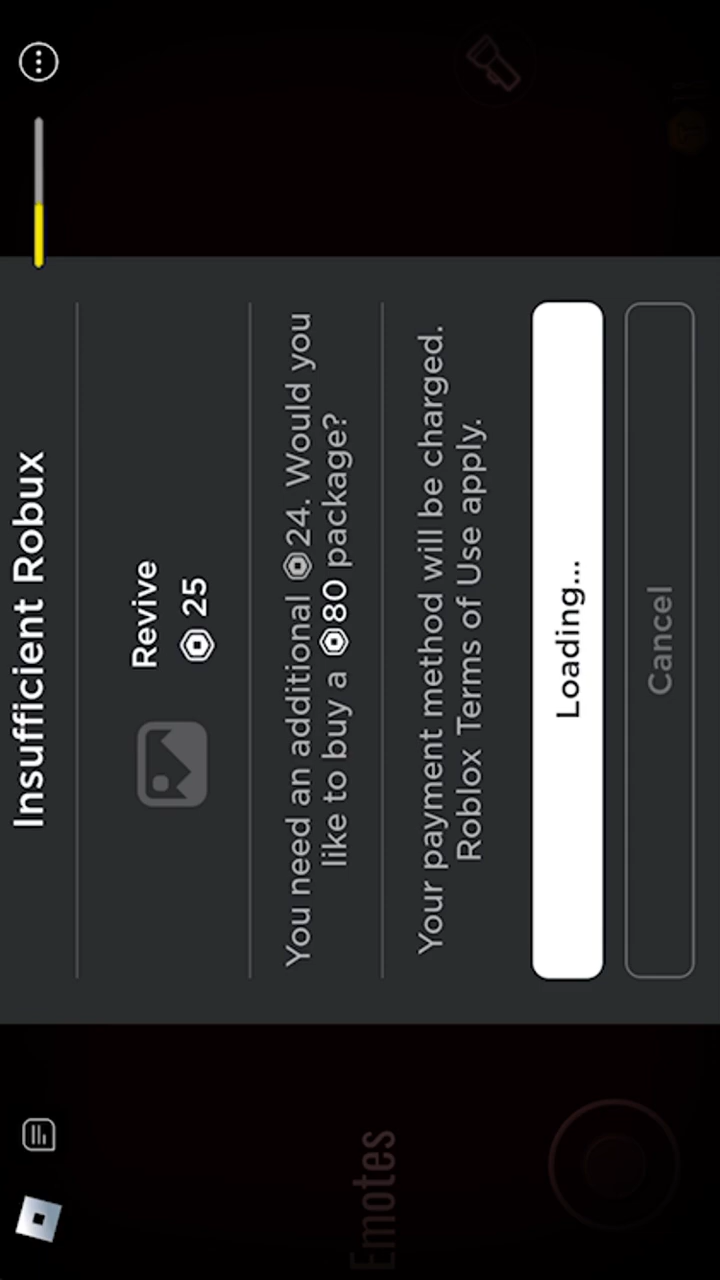 Insufficient Robux
Revive
25
You need an additional 24. Would you
like to buy a 80 package?
Your payment method will be charged.
Roblox Terms of Use apply.
Loading...
Cancel
Emotes